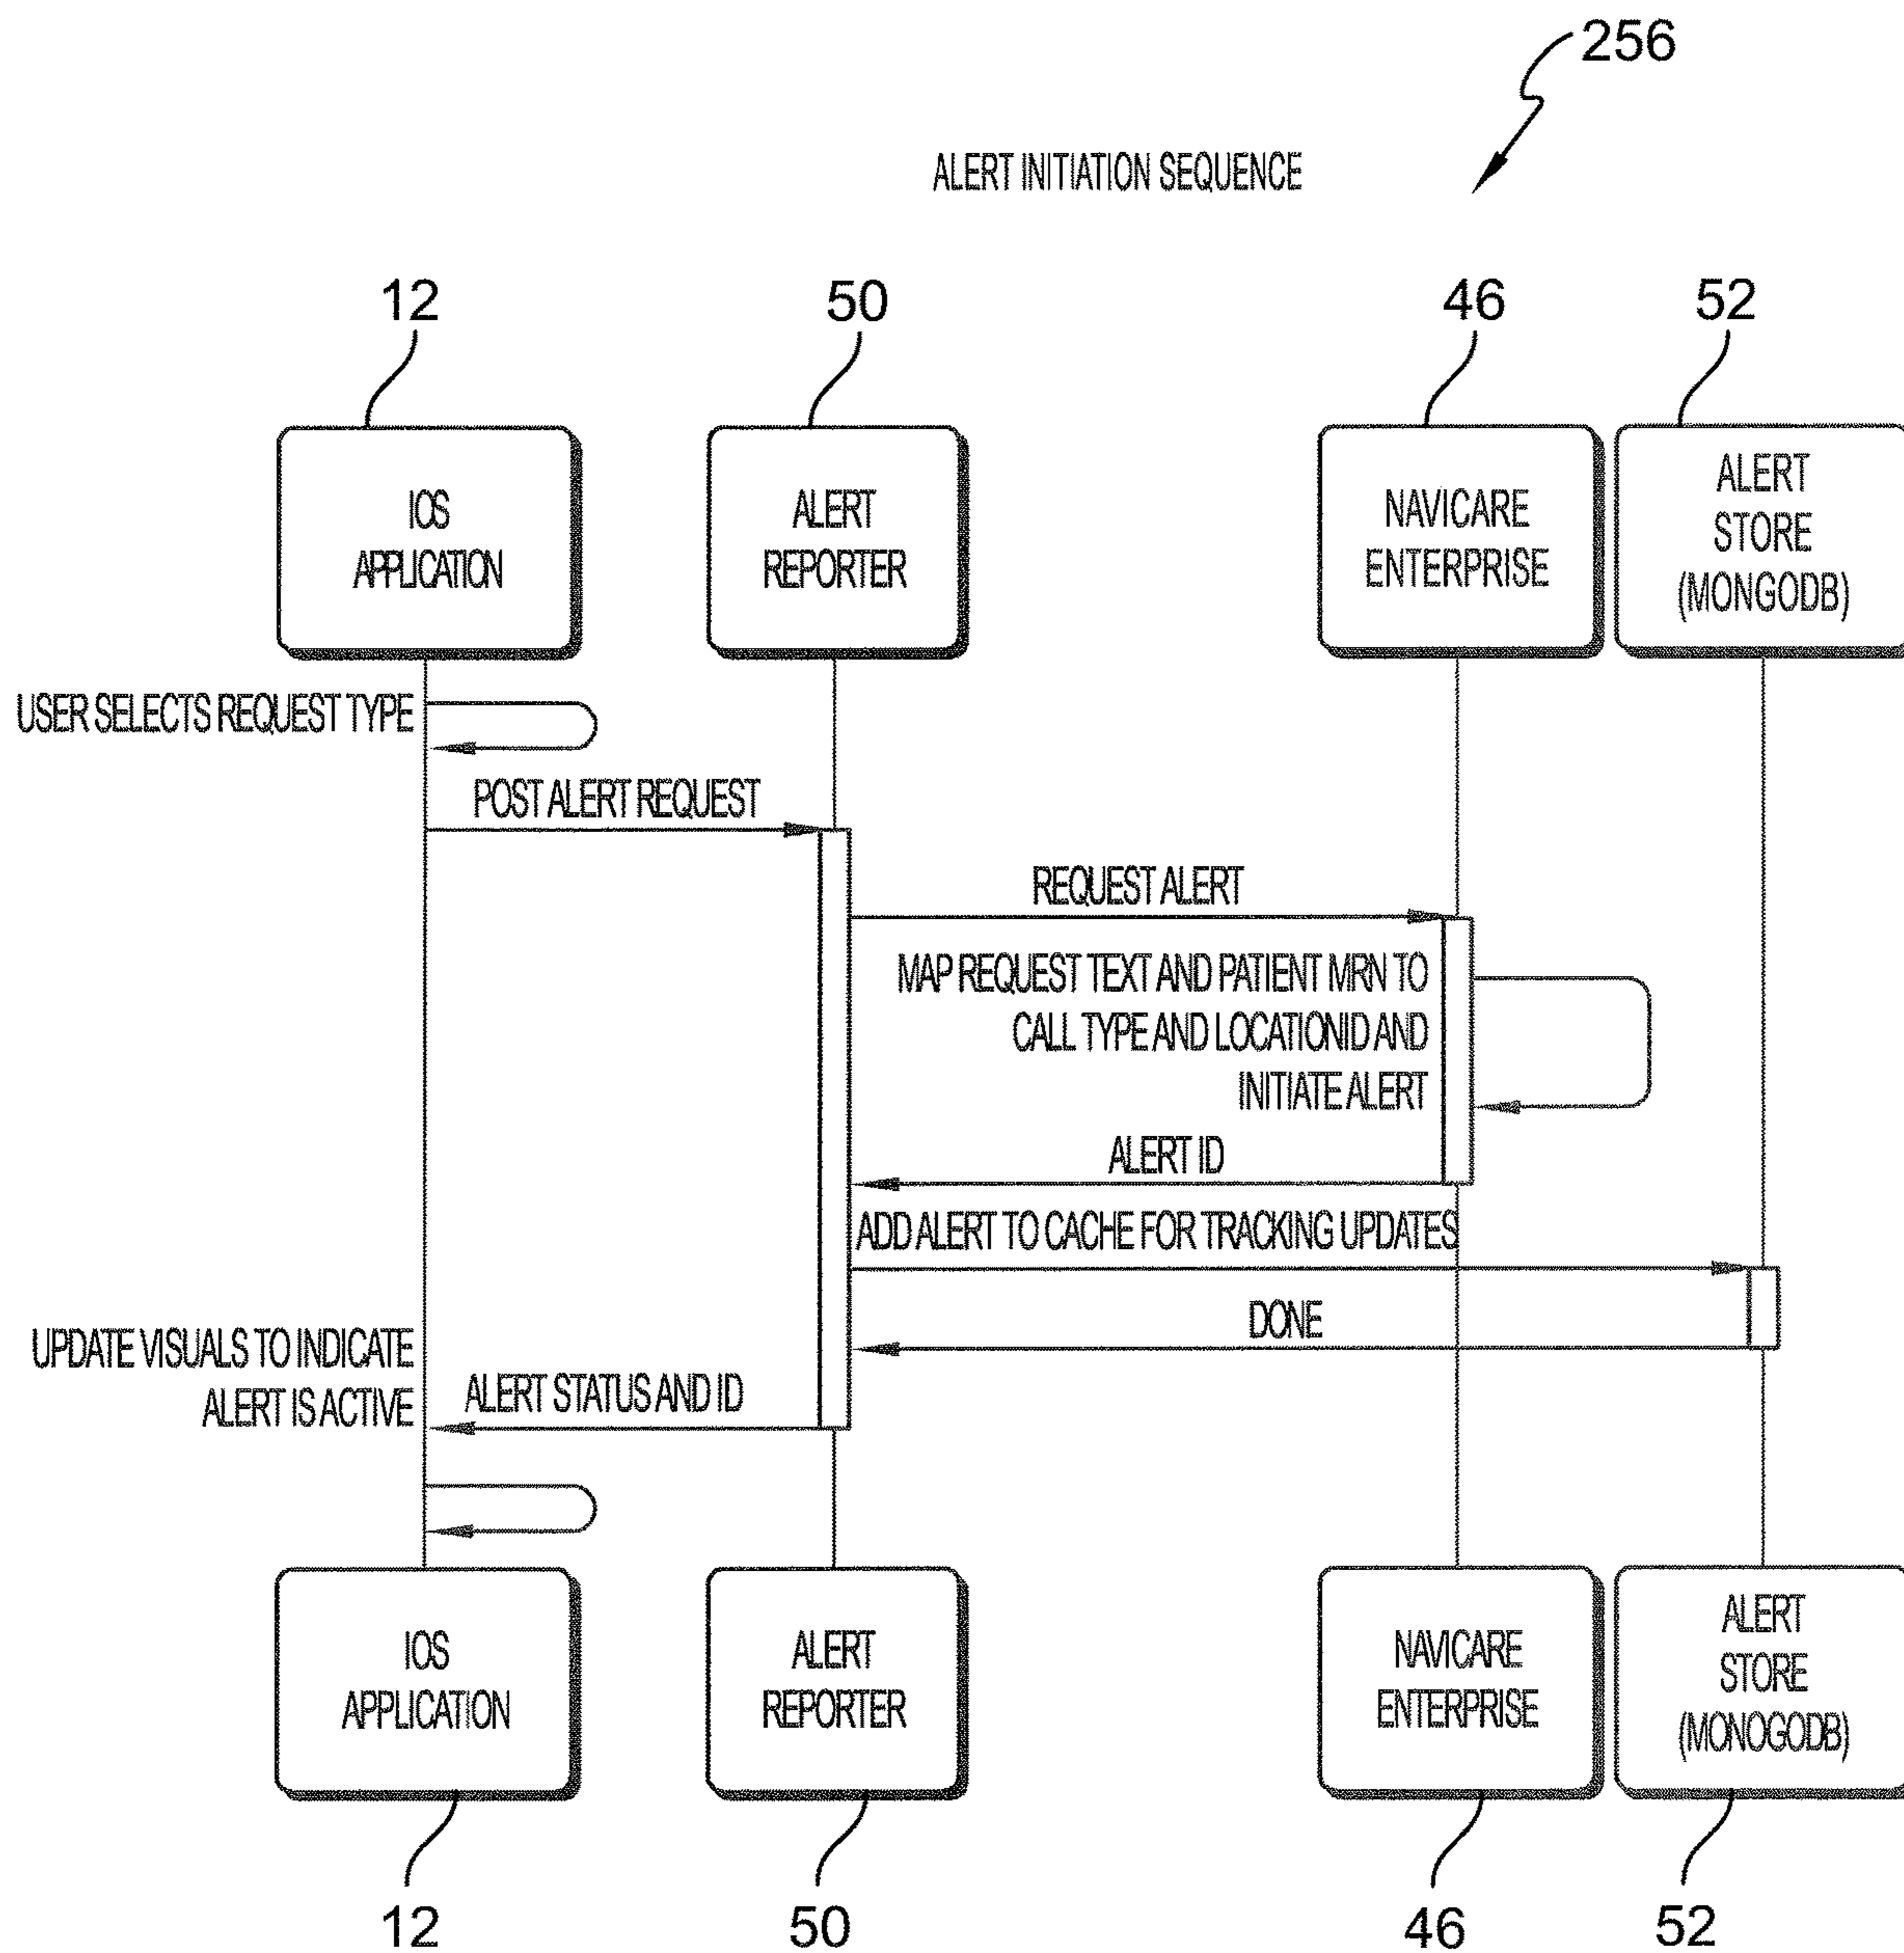 256
ALERT INITIATION SEQUENCE
12
50
46
52
IOS
APPLICATION
ALERT
REPORTER
NAVICARE
ENTERPRISE
ALERT
STORE
(MONGODB)
USER SELECTS REQUEST TYPE
POST ALERT REQUEST
REQUEST ALERT
MAP REQUEST TEXT AND PATIENT MRN TO
CALL TYPE AND LOCATIONID AND
INITIATE ALERT
ALERT ID
ADD ALERT TO CACHE FOR TRACKING UPDATES
DONE
UPDATE VISUALS TO INDICATE
ALERT IS ACTIVE
ALERT STATUS AND ID
IOS
APPLICATION
ALERT
REPORTER
NAVICARE
ENTERPRISE
ALERT
STORE
(MONOGODB)
12
50
46
52